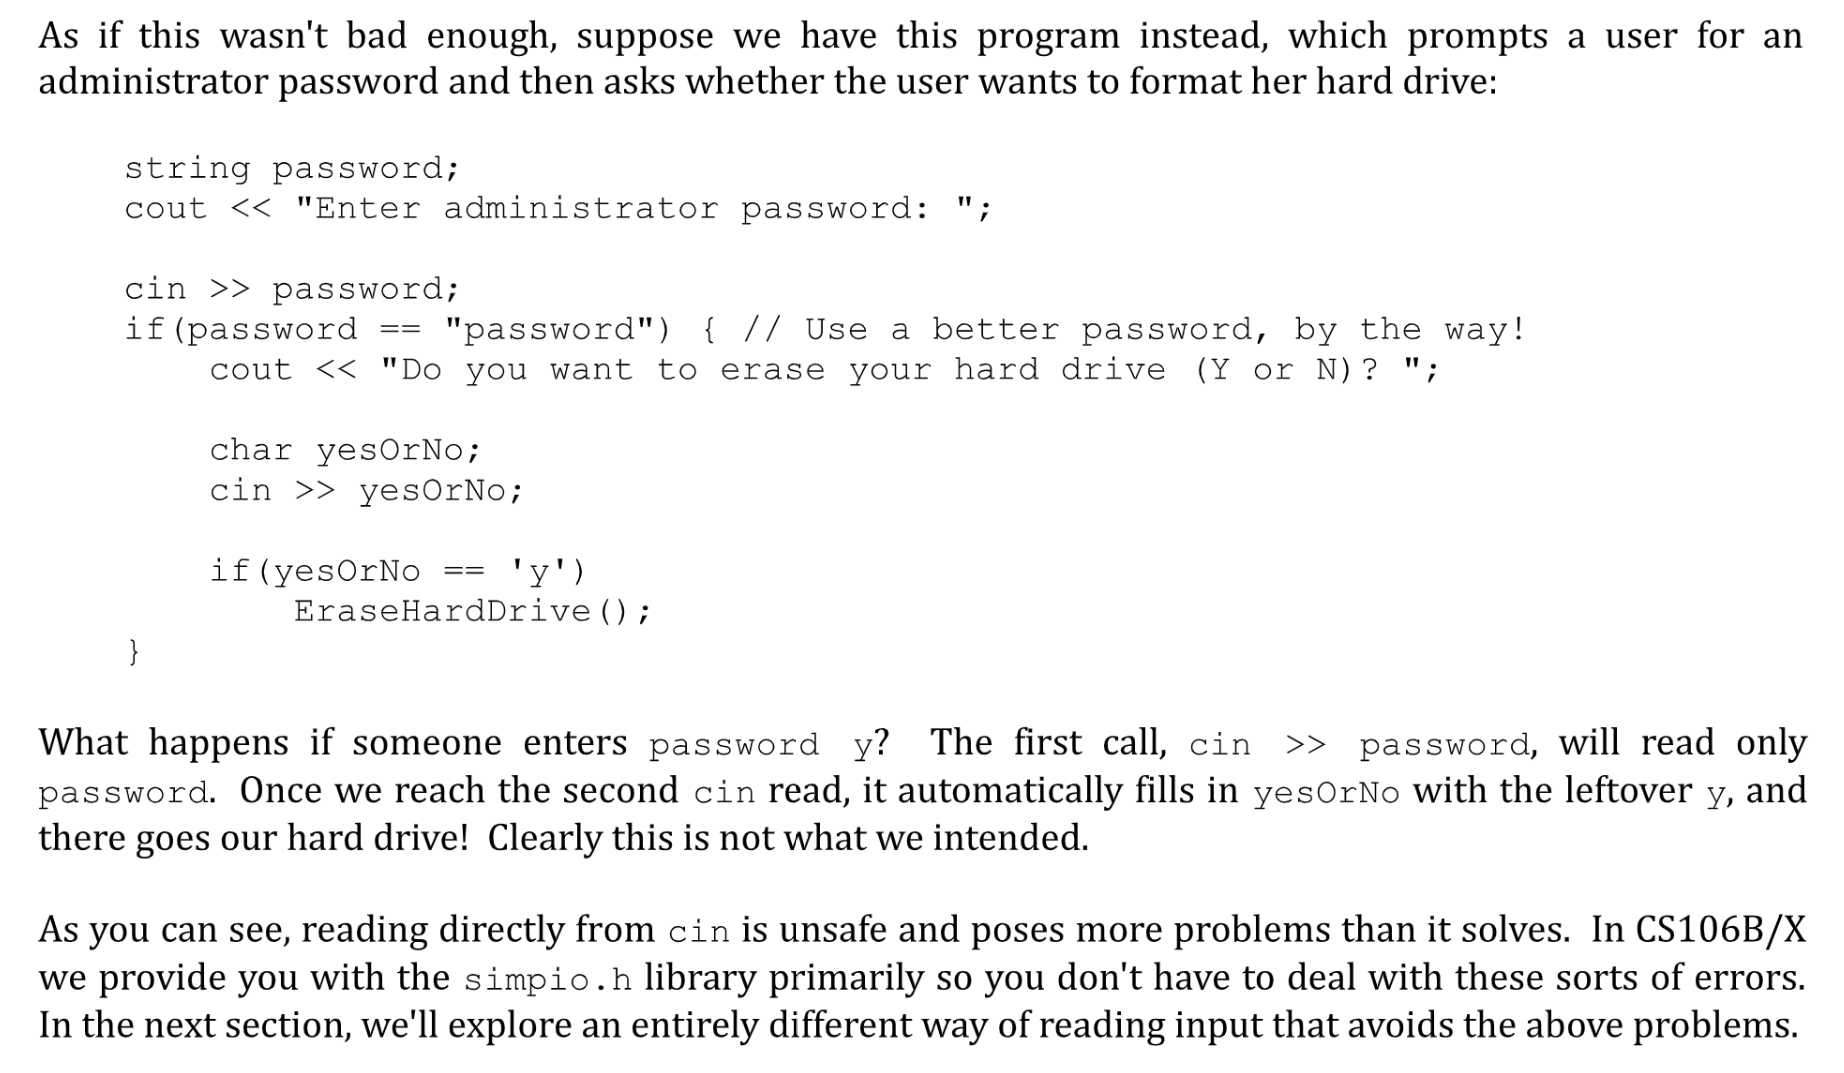 As if this wasn't bad enough, suppose we have this program instead, which prompts a user for an
administrator password and then asks whether the user wants to format her hard drive:
string password;
cout << "Enter administrator password: ";
cin >> password;
if(password == "password") { // Use a better password, by the way!
cout << "Do you want to erase your hard drive (Y or N)? ";
char yesOrNo;
cin >> yesOrNo;
if(yesOrNo == 'y')
EraseHardDrive();
}
What happens if someone enters password y? The first call, cin >> password, will read only
password. Once we reach the second cin read, it automatically fills in yesOrNo with the leftover y, and
there goes our hard drive! Clearly this is not what we intended.
As you can see, reading directly from cin is unsafe and poses more problems than it solves. In CS106B/X
we provide you with the simpio.h library primarily so you don't have to deal with these sorts of errors.
In the next section, we'll explore an entirely different way of reading input that avoids the above problems.